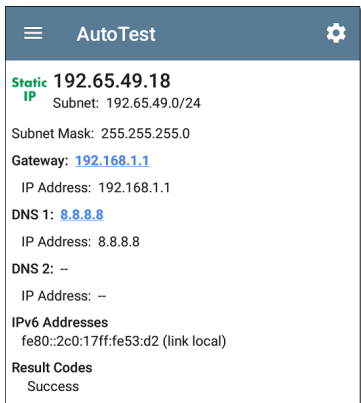 AutoTest
Static IP 192.65.49.18
Subnet: 192.65.49.0/24
Subnet Mask: 255.255.255.0
Gateway: 192.168.1.1
IP Address: 192.168.1.1
DNS 1: 8.8.8.8
IP Address: 8.8.8.8
DNS 2: --
IP Address: --
IPv6 Addresses
fe80::2c0:17ff:fe53:d2 (link local)
Result Codes
Success